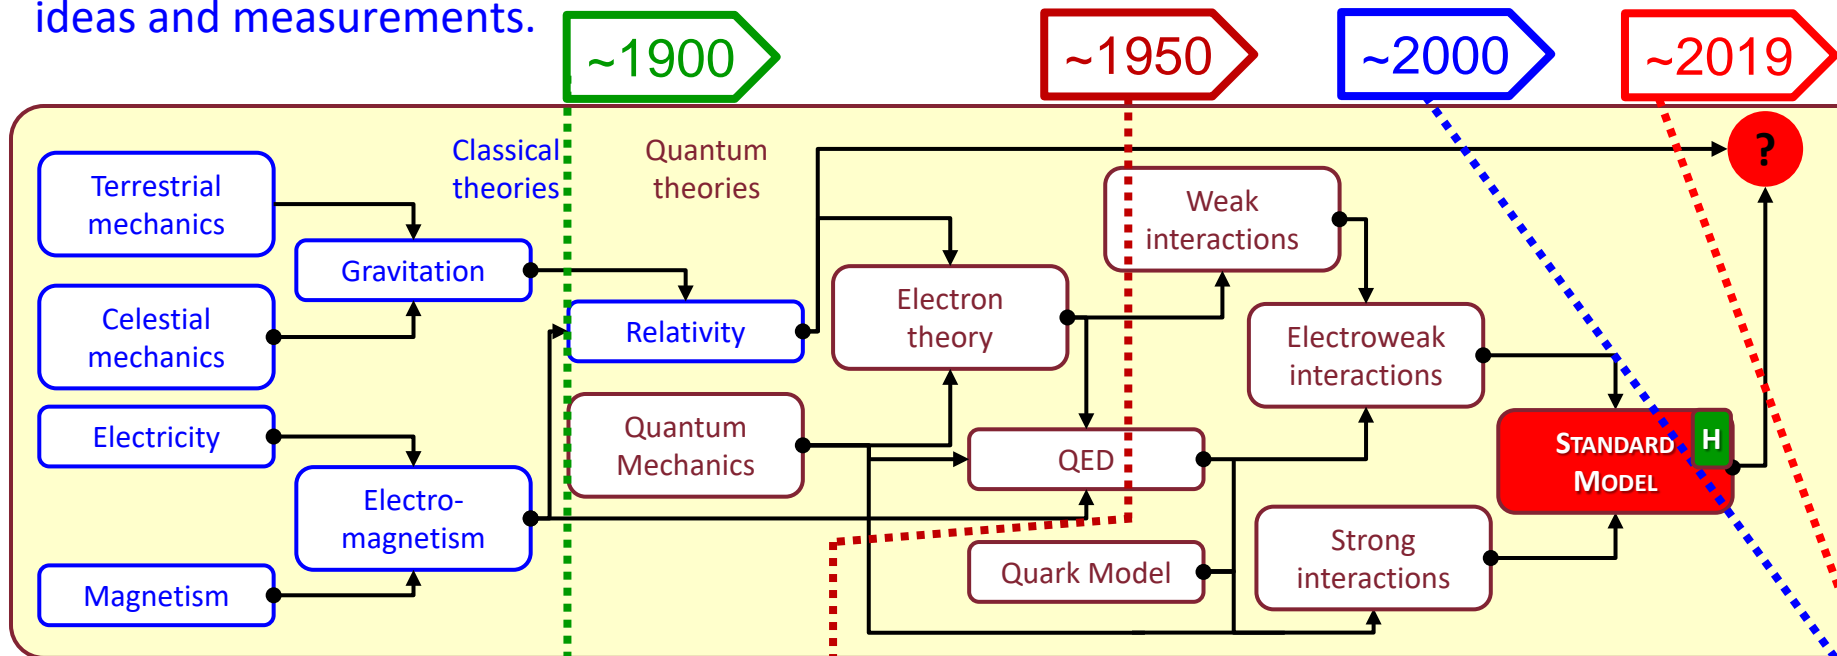 ideas and measurements.
~1900
~1950
~2000
~2019
Classical
theories
Quantum
theories
?
Terrestrial
mechanics
Weak
interactions
Gravitation
Celestial
mechanics
Relativity
Electron
theory
Electroweak
interactions
Electricity
Quantum
Mechanics
QED
STANDARD
MODEL
H
Electro-
magnetism
Strong
interactions
Quark Model
Magnetism